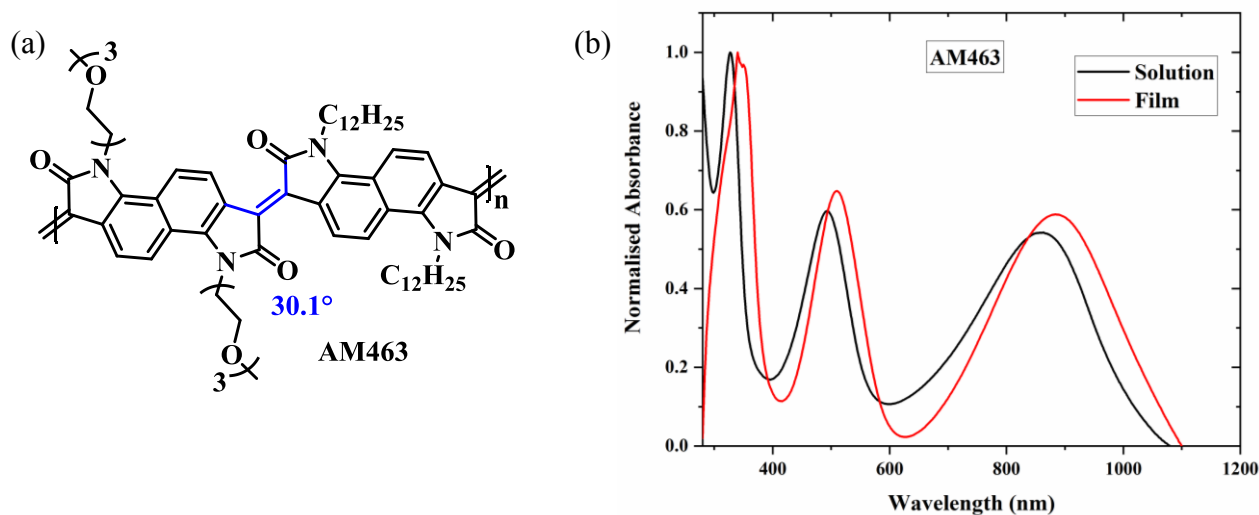 (a)
3
O
C₁₂H₂₅
O
N
O
N
n
N
O
N
O
C₁₂H₂₅
30.1°
O
3
AM463
(b)
AM463
Solution
Film
Normalised Absorbance
1.0
0.8
0.6
0.4
0.2
0.0
400
600
800
1000
1200
Wavelength (nm)